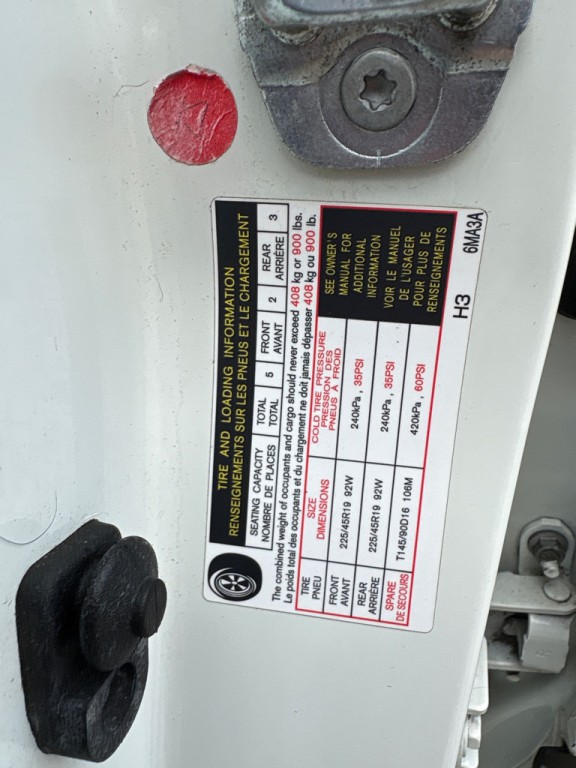 TIRE AND LOADING INFORMATION
RENSEIGNEMENTS SUR LES PNEUS ET LE CHARGEMENT
SEATING CAPACITY TOTAL 5 FRONT 2 REAR 3
NOMBRE DE PLACES TOTAL AVANT ARRIÈRE
The combined weight of occupants and cargo should never exceed 408 kg or 900 lbs.
Le poids total des occupants et du chargement ne doit jamais dépasser 408 kg ou 900 lb.
TIRE SIZE COLD TIRE PRESSURE
PNEU DIMENSIONS PRESSION DES PNEUS À FROID
FRONT AVANT 225/45R19 92W 240kPa , 35PSI
REAR ARRIÈRE 225/45R19 92W 240kPa , 35PSI
SPARE DE SECOURS T145/90D16 106M 420kPa , 60PSI
SEE OWNER'S
MANUAL FOR
ADDITIONAL
INFORMATION
VOIR LE MANUEL
DE L'USAGER
POUR PLUS DE
RENSEIGNEMENTS
H3 6MA3A